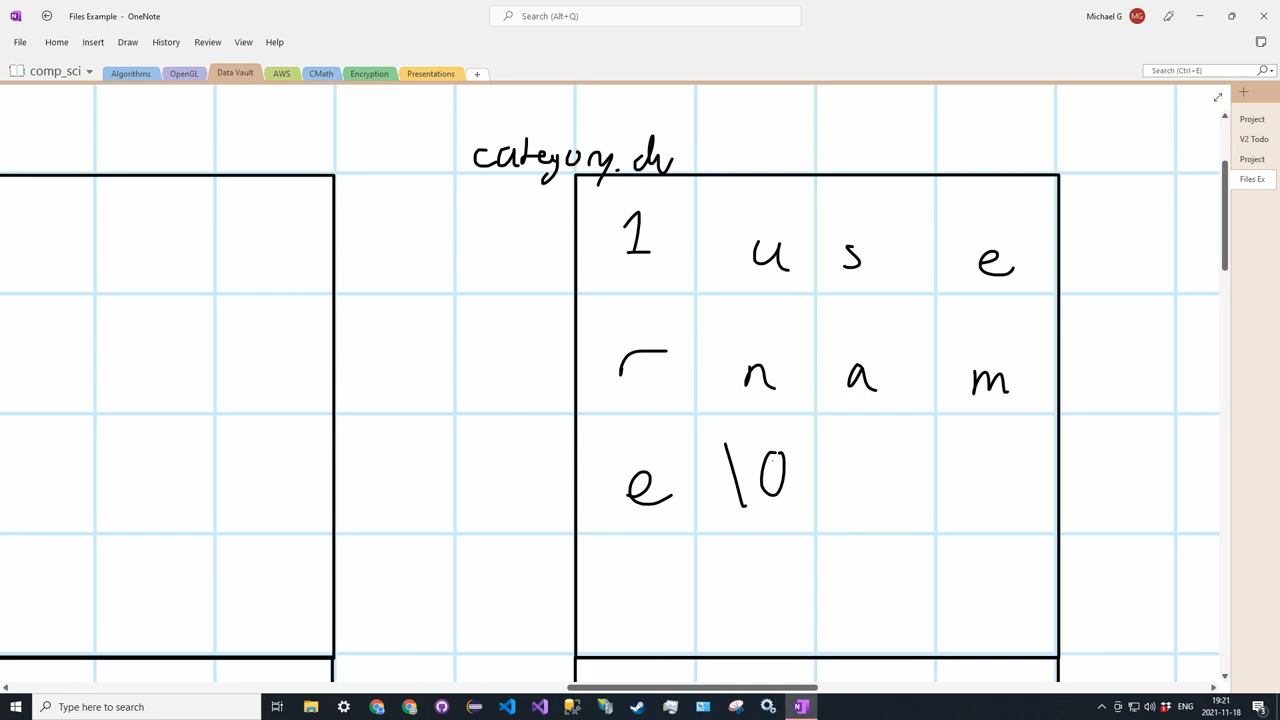 Files Example - OneNote
Search (Alt+Q)
Michael G
MG
File Home Insert Draw History Review View Help
comp_sci
Algorithms OpenGL Data Vault AWS CMath Encryption Presentations +
Search (Ctrl+E)
Project
V2 Todo
Project
Files Ex
category.dv
1 u s e
r n a m
e \0
Type here to search
ENG
19:21
2021-11-18